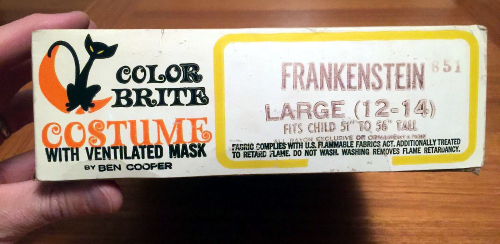 COLOR
BRITE
COSTUME
WITH VENTILATED MASK
BY BEN COOPER
FRANKENSTEIN
851
LARGE (12-14)
FITS CHILD 51" TO 56" TALL
EXCLUSIVE OF
FABRIC COMPLIES WITH U.S. FLAMMABLE FABRICS ACT. ADDITIONALLY TREATED
TO RETARD FLAME. DO NOT WASH. WASHING REMOVES FLAME RETARDANCY.